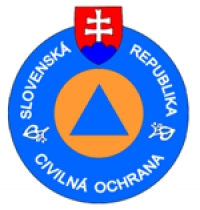 SLOVENSKÁ REPUBLIKA
CIVILNÁ OCHRANA